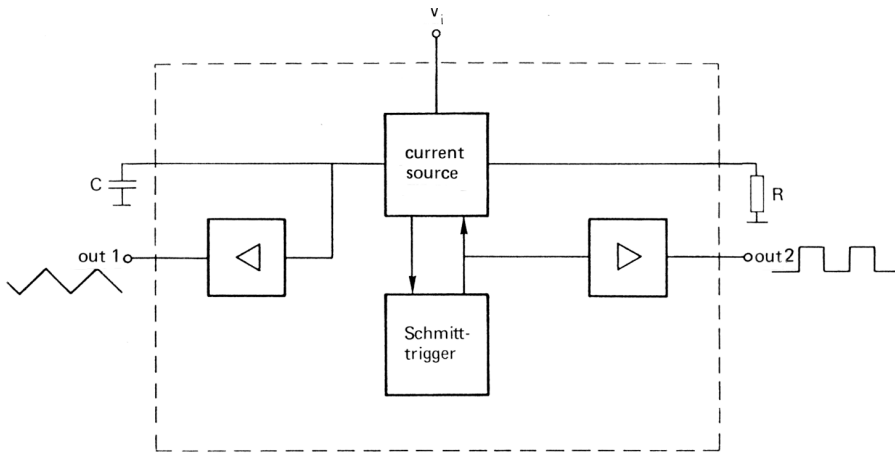 vi
current
source
C
R
out 1
out 2
Schmitt-
trigger